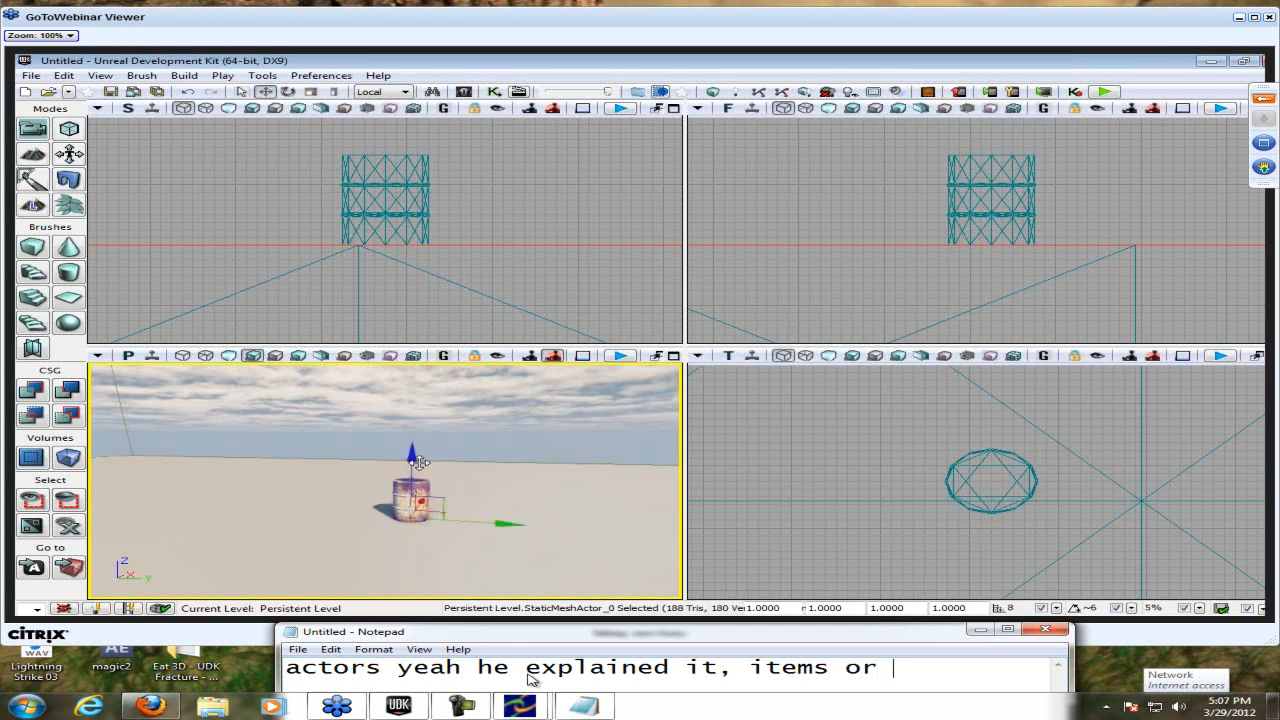 GoToWebinar Viewer
Zoom: 100%
Untitled - Unreal Development Kit (64-bit, DX9)
File Edit View Brush Build Play Tools Preferences Help
Local
Modes
S
G
F
G
Brushes
P
G
T
G
CSG
Volumes
Select
Go to
Z
X
Y
Current Level: Persistent Level
Persistent Level.StaticMeshActor_0 Selected (188 Tris, 180 Ve
1.0000
1.0000
1.0000
1.0000
8
~6
5%
CITRIX
Untitled - Notepad
File Edit Format View Help
actors yeah he explained it, items or
WAV
Lightning
Strike 03
AE
magic2
Eat 3D - UDK
Fracture - ...
Network
Internet access
UDK
5:07 PM
3/29/2012